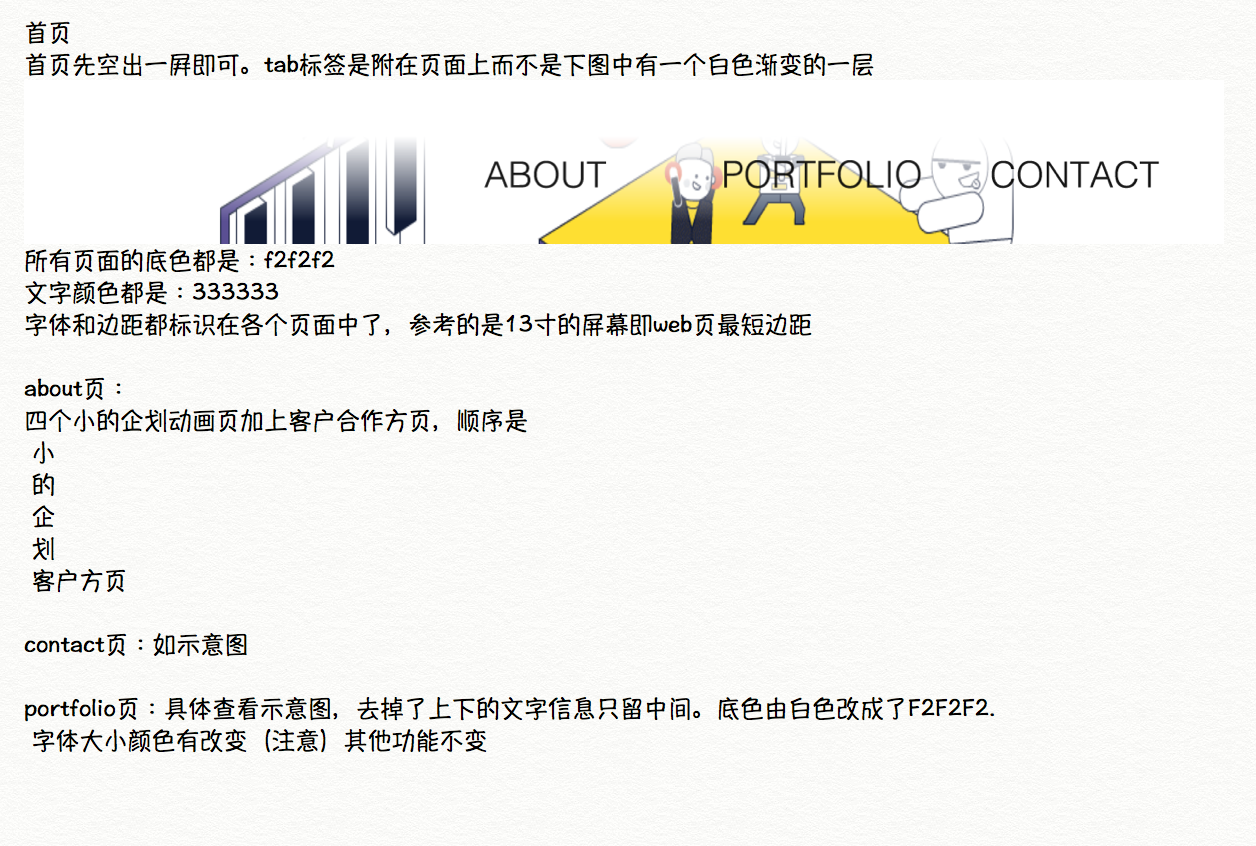 首页
首页先空出一屏即可。tab标签是附在页面上而不是下图中有一个白色渐变的一层
ABOUT PORTFOLIO CONTACT
所有页面的底色都是：f2f2f2
文字颜色都是：333333
字体和边距都标识在各个页面中了，参考的是13寸的屏幕即web页最短边距
about页：
四个小的企划动画页加上客户合作方页，顺序是
小
的
企
划
客户方页
contact页：如示意图
portfolio页：具体查看示意图，去掉了上下的文字信息只留中间。底色由白色改成了F2F2F2.
字体大小颜色有改变（注意）其他功能不变